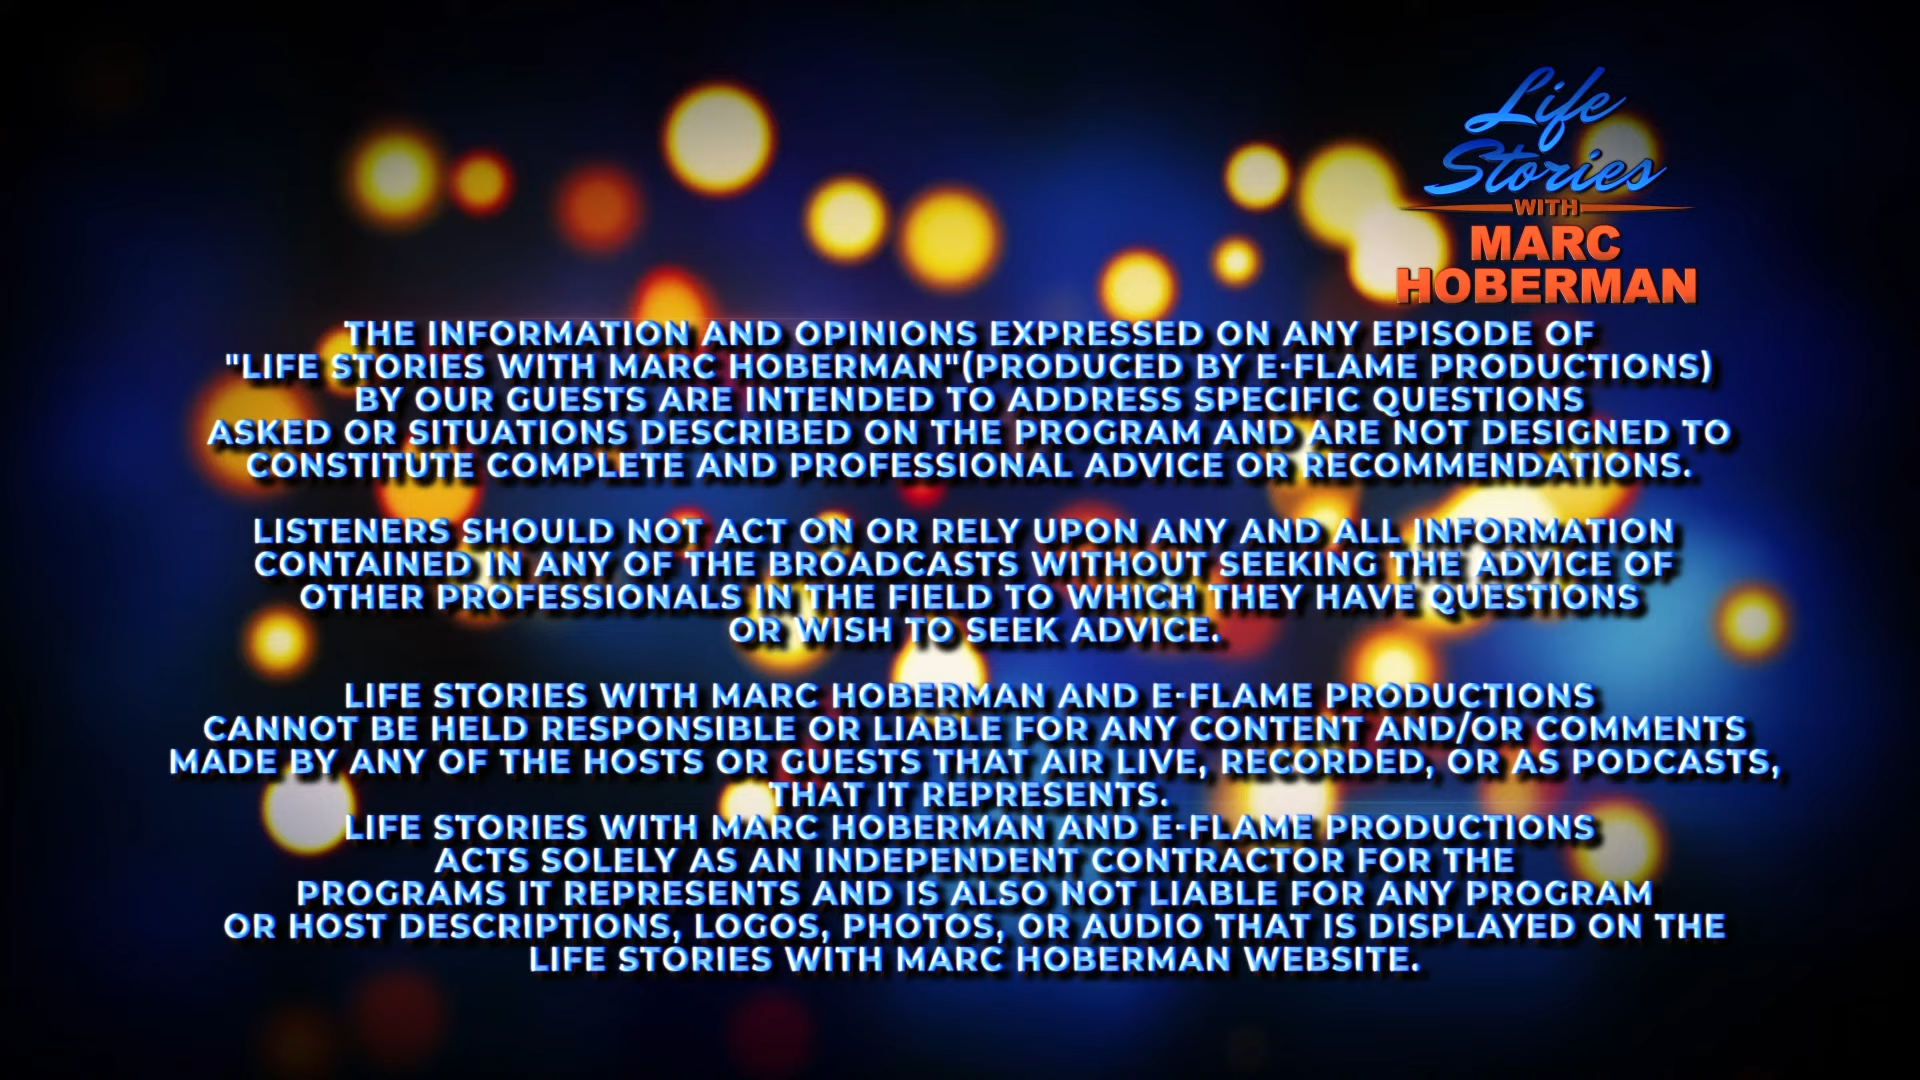 Life
Stories
WITH
MARC
HOBERMAN
THE INFORMATION AND OPINIONS EXPRESSED ON ANY EPISODE OF
"LIFE STORIES WITH MARC HOBERMAN"(PRODUCED BY E-FLAME PRODUCTIONS)
BY OUR GUESTS ARE INTENDED TO ADDRESS SPECIFIC QUESTIONS
ASKED OR SITUATIONS DESCRIBED ON THE PROGRAM AND ARE NOT DESIGNED TO
CONSTITUTE COMPLETE AND PROFESSIONAL ADVICE OR RECOMMENDATIONS.
LISTENERS SHOULD NOT ACT ON OR RELY UPON ANY AND ALL INFORMATION
CONTAINED IN ANY OF THE BROADCASTS WITHOUT SEEKING THE ADVICE OF
OTHER PROFESSIONALS IN THE FIELD TO WHICH THEY HAVE QUESTIONS
OR WISH TO SEEK ADVICE.
LIFE STORIES WITH MARC HOBERMAN AND E-FLAME PRODUCTIONS
CANNOT BE HELD RESPONSIBLE OR LIABLE FOR ANY CONTENT AND/OR COMMENTS
MADE BY ANY OF THE HOSTS OR GUESTS THAT AIR LIVE, RECORDED, OR AS PODCASTS,
THAT IT REPRESENTS.
LIFE STORIES WITH MARC HOBERMAN AND E-FLAME PRODUCTIONS
ACTS SOLELY AS AN INDEPENDENT CONTRACTOR FOR THE
PROGRAMS IT REPRESENTS AND IS ALSO NOT LIABLE FOR ANY PROGRAM
OR HOST DESCRIPTIONS, LOGOS, PHOTOS, OR AUDIO THAT IS DISPLAYED ON THE
LIFE STORIES WITH MARC HOBERMAN WEBSITE.